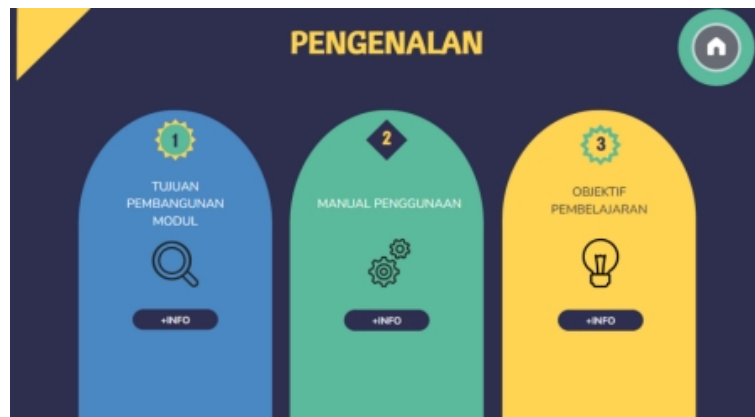 PENGENALAN
1
TUJUAN
PEMBANGUNAN
MODUL
+INFO
2
MANUAL PENGGUNAAN
+INFO
3
OBJEKTIF
PEMBELAJARAN
+INFO